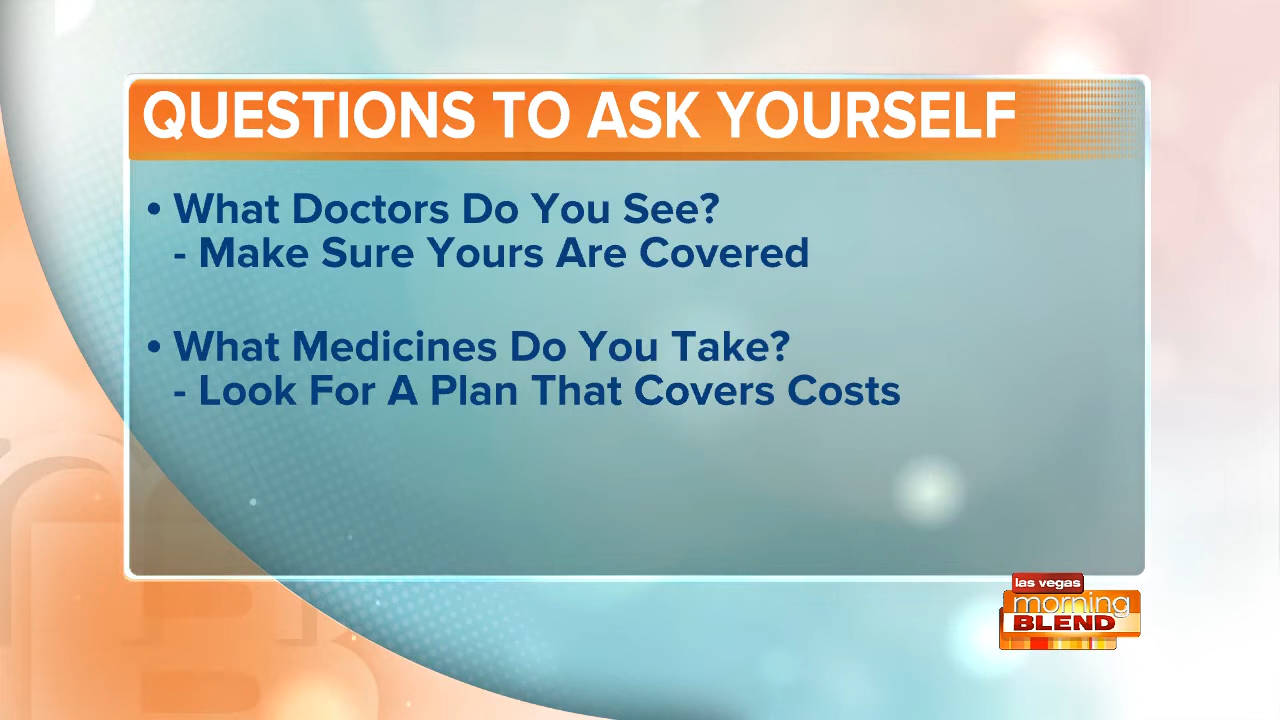 QUESTIONS TO ASK YOURSELF
• What Doctors Do You See?
- Make Sure Yours Are Covered
• What Medicines Do You Take?
- Look For A Plan That Covers Costs
las vegas
morning
BLEND